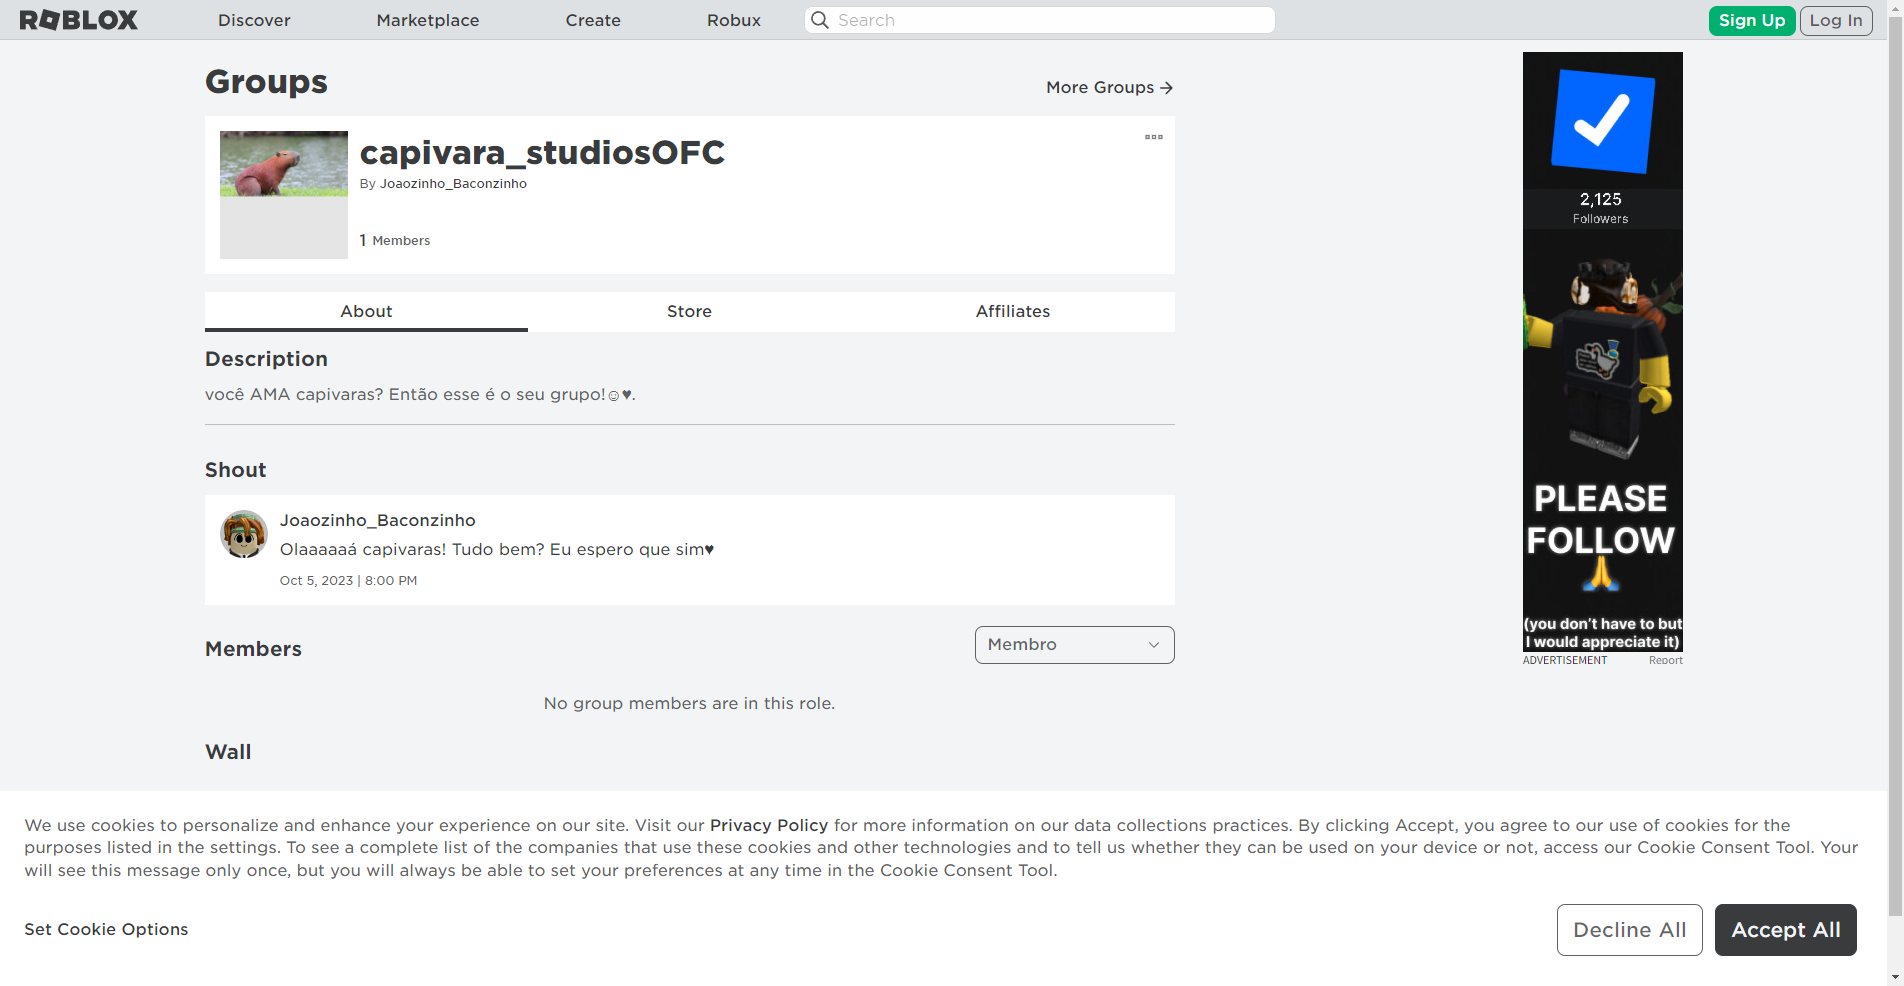 ROBLOX
Discover
Marketplace
Create
Robux
Search
Sign Up
Log In
Groups
More Groups →
capivara_studiosOFC
By Joaozinho_Baconzinho
1 Members
About
Store
Affiliates
Description
você AMA capivaras? Então esse é o seu grupo!☺♥.
Shout
Joaozinho_Baconzinho
Olaaaaaá capivaras! Tudo bem? Eu espero que sim♥
Oct 5, 2023 | 8:00 PM
Members
Membro
No group members are in this role.
Wall
2,125
Followers
PLEASE
FOLLOW
🙏
(you don't have to but
I would appreciate it)
ADVERTISEMENT
Report
We use cookies to personalize and enhance your experience on our site. Visit our Privacy Policy for more information on our data collections practices. By clicking Accept, you agree to our use of cookies for the
purposes listed in the settings. To see a complete list of the companies that use these cookies and other technologies and to tell us whether they can be used on your device or not, access our Cookie Consent Tool. Your
will see this message only once, but you will always be able to set your preferences at any time in the Cookie Consent Tool.
Set Cookie Options
Decline All
Accept All